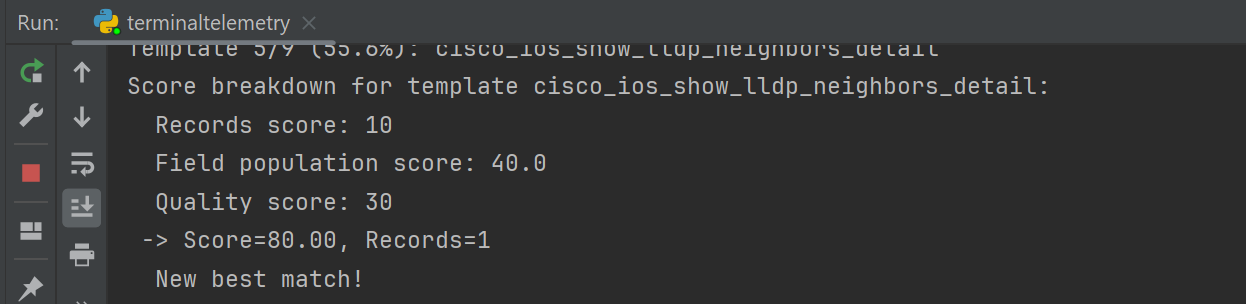 Run: terminaltelemetry
Template 5/9 (55.6%): cisco_ios_show_lldp_neighbors_detail
Score breakdown for template cisco_ios_show_lldp_neighbors_detail:
Records score: 10
Field population score: 40.0
Quality score: 30
-> Score=80.00, Records=1
New best match!